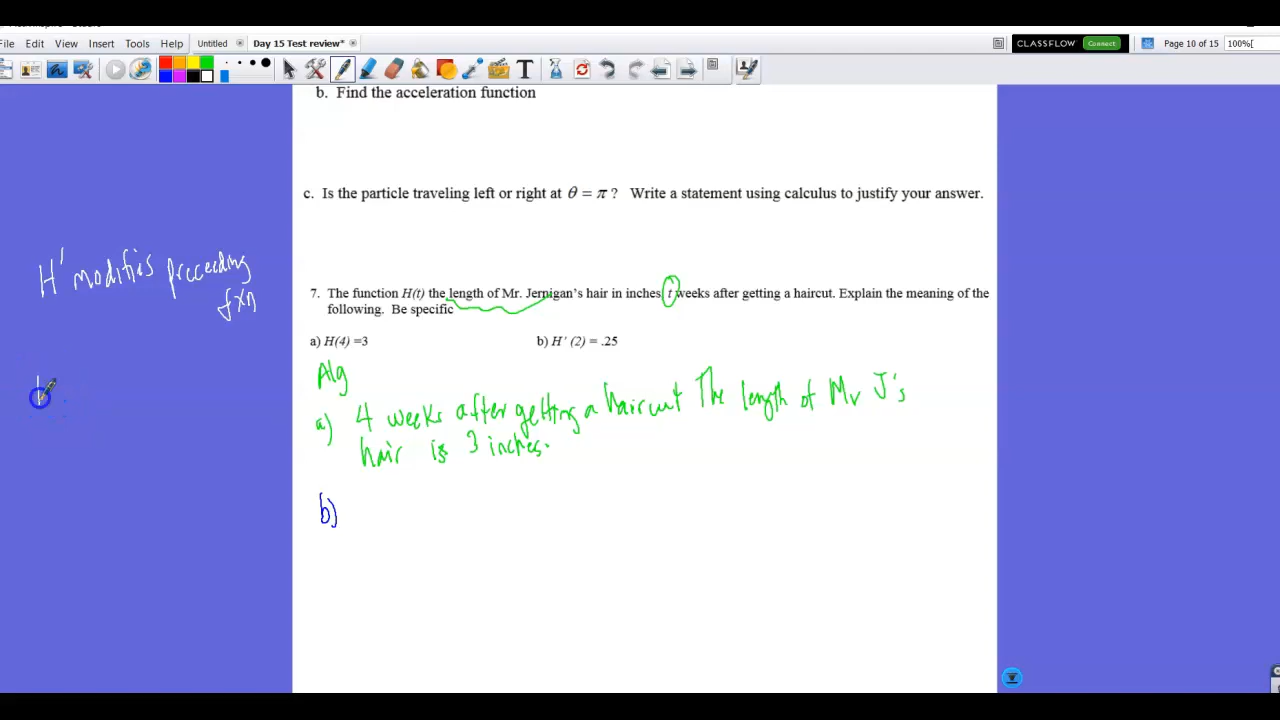 File Edit View Insert Tools Help
Untitled
Day 15 Test review*
CLASSFLOW
Connect
Page 10 of 15
100%[
b. Find the acceleration function
c. Is the particle traveling left or right at θ = π ? Write a statement using calculus to justify your answer.
H' modifies preceeding
fxn
7. The function H(t) the length of Mr. Jernigan's hair in inches t weeks after getting a haircut. Explain the meaning of the
following. Be specific
a) H(4) =3
b) H' (2) = .25
Alg
a) 4 weeks after getting a haircut The length of Mr J's
hair is 3 inches.
b)